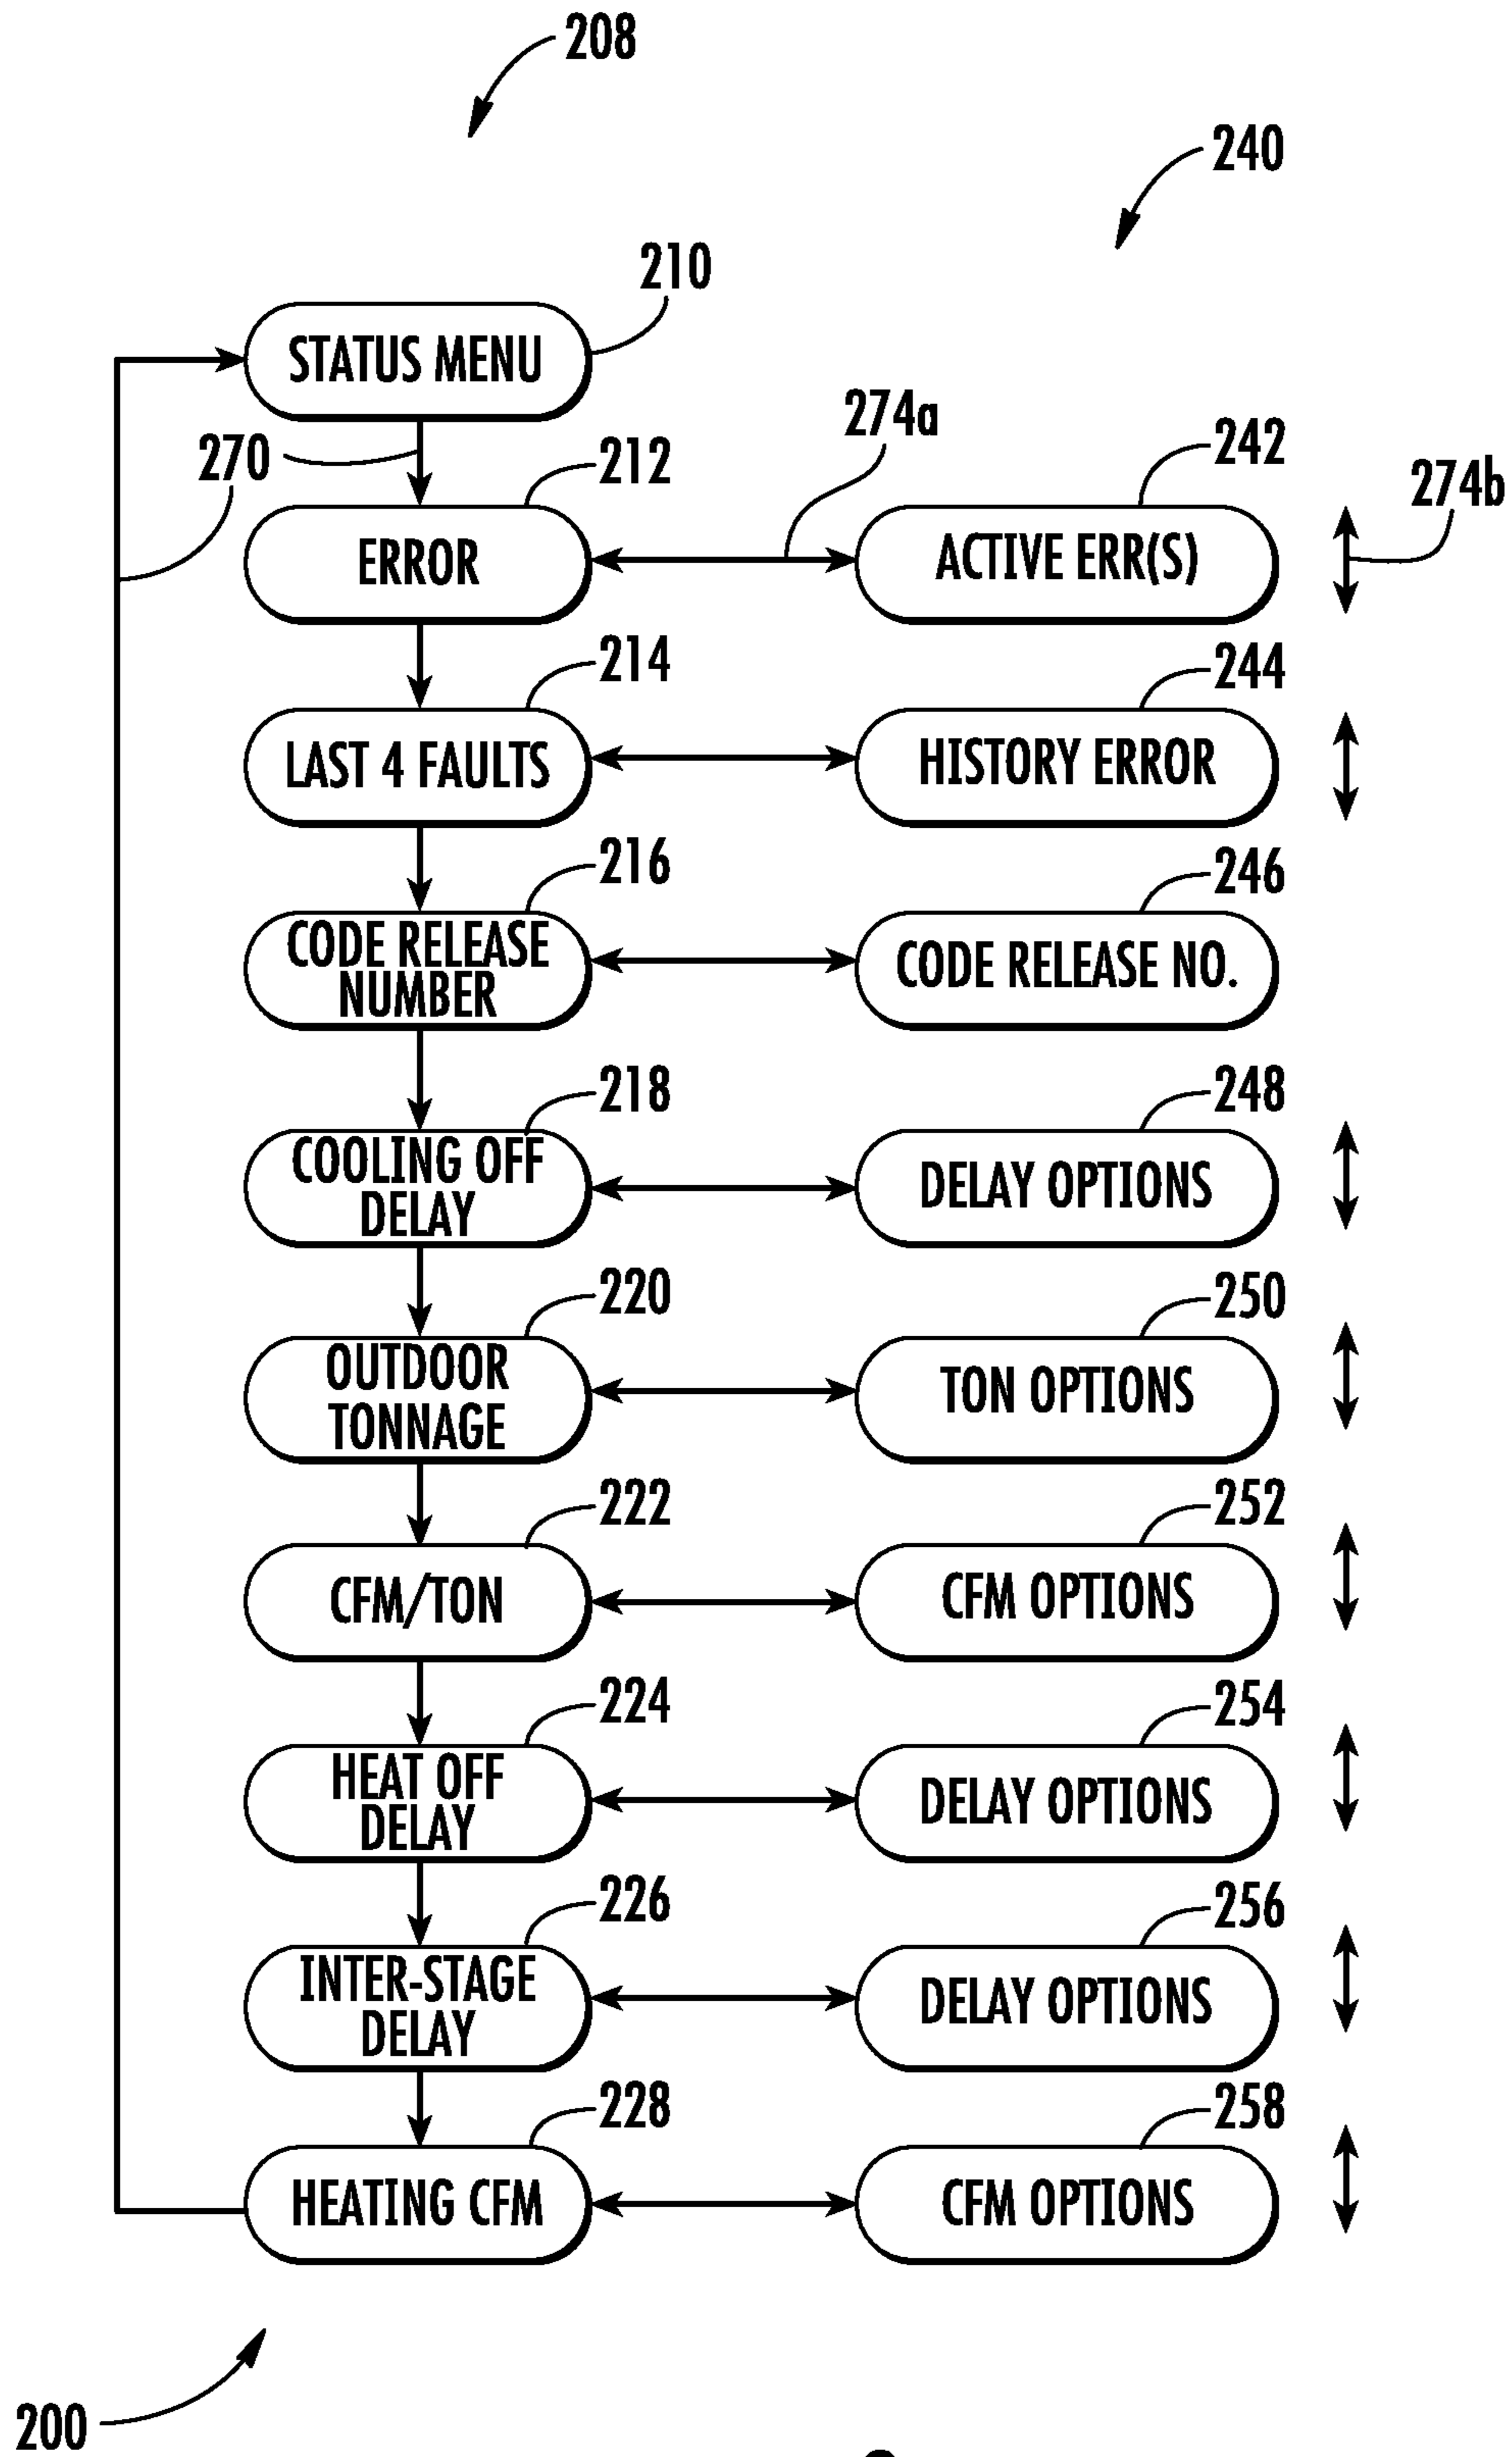 208
240
210
STATUS MENU
274a
270
212
242
274b
ERROR
ACTIVE ERR(S)
214
244
LAST 4 FAULTS
HISTORY ERROR
216
246
CODE RELEASE
NUMBER
CODE RELEASE NO.
218
248
COOLING OFF
DELAY
DELAY OPTIONS
220
250
OUTDOOR
TONNAGE
TON OPTIONS
222
252
CFM/TON
CFM OPTIONS
224
254
HEAT OFF
DELAY
DELAY OPTIONS
226
256
INTER-STAGE
DELAY
DELAY OPTIONS
228
258
HEATING CFM
CFM OPTIONS
200